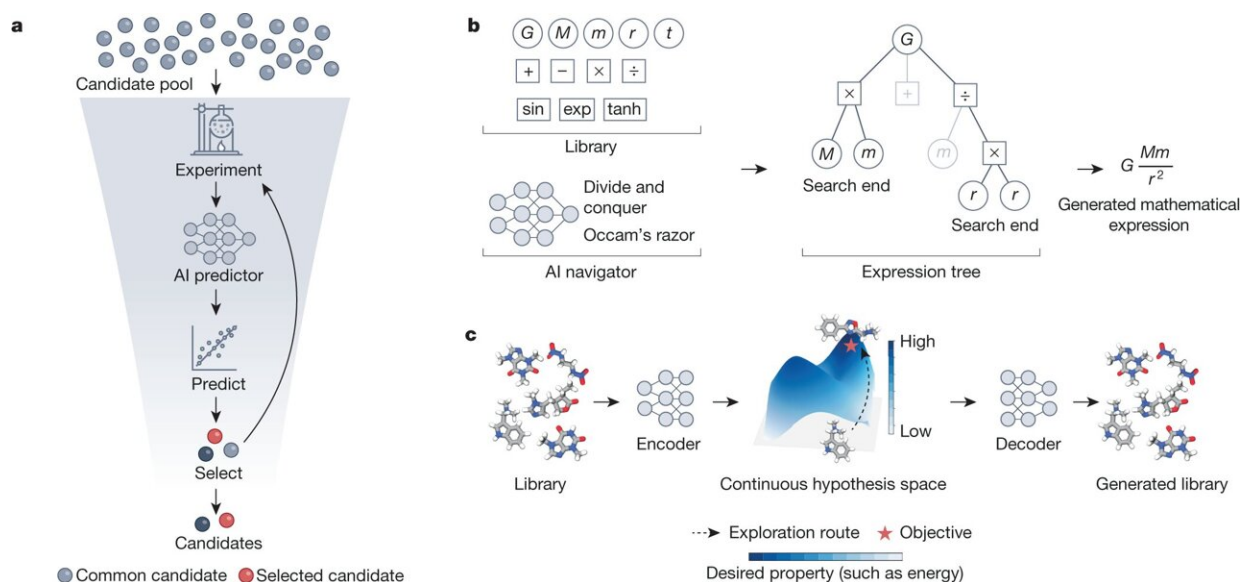 a
Candidate pool
Experiment
AI predictor
Predict
Select
Candidates
Common candidate Selected candidate
b
G M m r t
+ − × ÷
sin exp tanh
Library
Divide and
conquer
Occam's razor
AI navigator
G
× + ÷
M m m ×
Search end
r r
Search end
Expression tree
G Mm/r²
Generated mathematical
expression
c
High
Low
Library
Encoder
Continuous hypothesis space
Decoder
Generated library
Exploration route Objective
Desired property (such as energy)